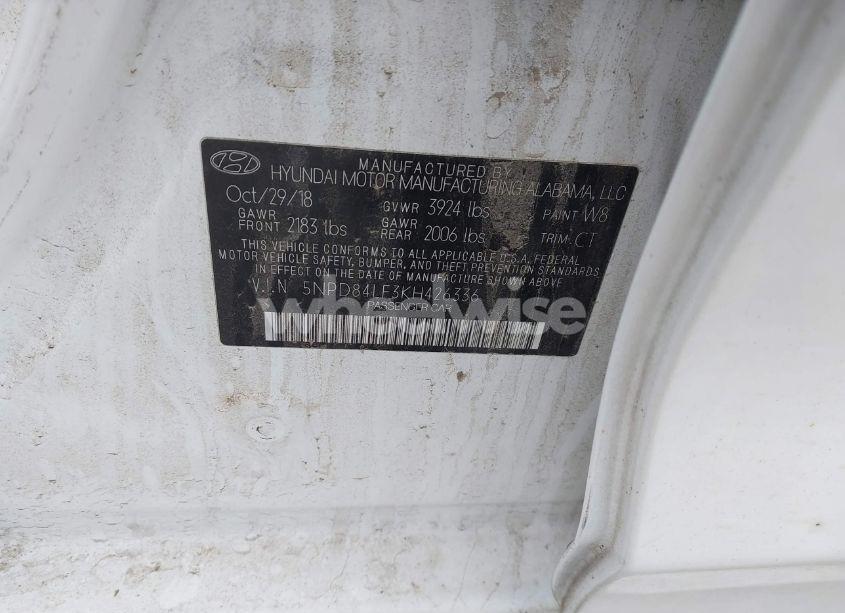 MANUFACTURED BY
HYUNDAI MOTOR MANUFACTURING ALABAMA, LLC
Oct/29/18 GVWR 3924 lbs PAINT: W8
GAWR FRONT 2183 lbs GAWR REAR 2006 lbs TRIM: CT
THIS VEHICLE CONFORMS TO ALL APPLICABLE U.S.A. FEDERAL
MOTOR VEHICLE SAFETY, BUMPER, AND THEFT PREVENTION STANDARDS
IN EFFECT ON THE DATE OF MANUFACTURE SHOWN ABOVE
V.I.N 5NPD84LF3KH426336
PASSENGER CAR
wheelwise